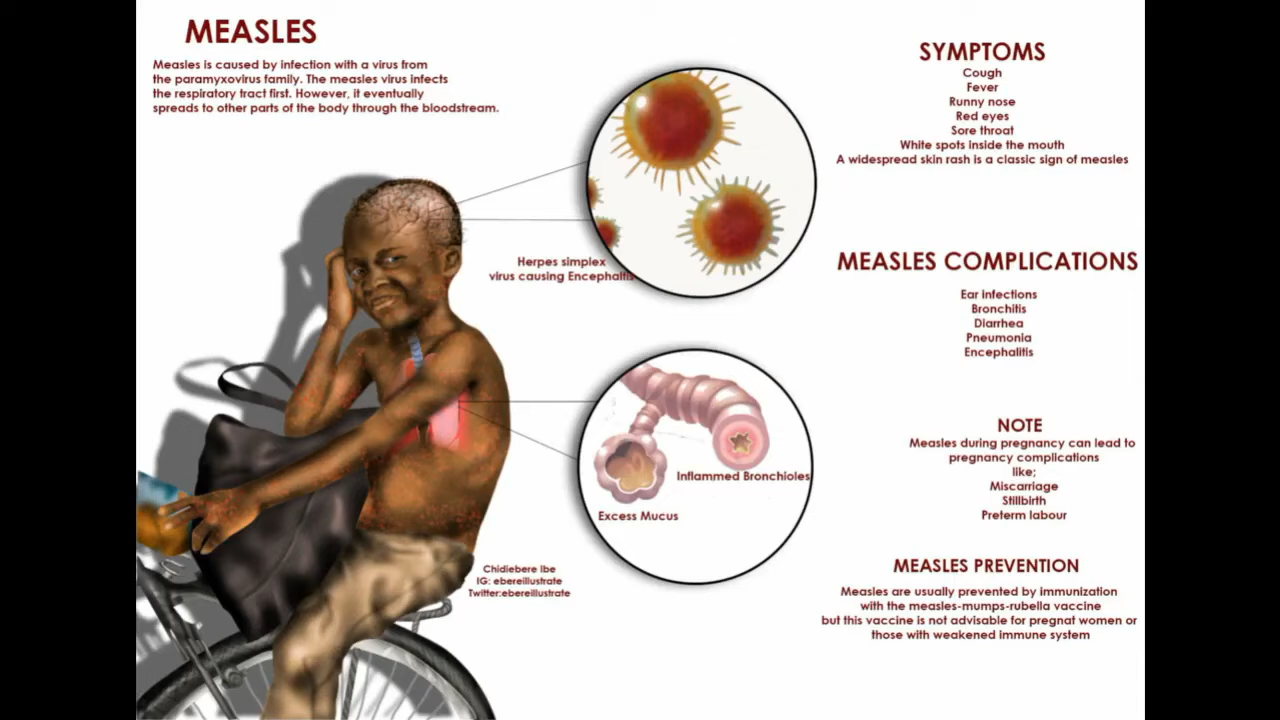 MEASLES
Measles is caused by infection with a virus from
the paramyxovirus family. The measles virus infects
the respiratory tract first. However, it eventually
spreads to other parts of the body through the bloodstream.
Herpes simplex
virus causing Encephalitis
Inflammed Bronchioles
Excess Mucus
Chidiebere Ibe
IG: ebereillustrate
Twitter:ebereillustrate
SYMPTOMS
Cough
Fever
Runny nose
Red eyes
Sore throat
White spots inside the mouth
A widespread skin rash is a classic sign of measles
MEASLES COMPLICATIONS
Ear infections
Bronchitis
Diarrhea
Pneumonia
Encephalitis
NOTE
Measles during pregnancy can lead to
pregnancy complications
like;
Miscarriage
Stillbirth
Preterm labour
MEASLES PREVENTION
Measles are usually prevented by immunization
with the measles-mumps-rubella vaccine
but this vaccine is not advisable for pregnat women or
those with weakened immune system